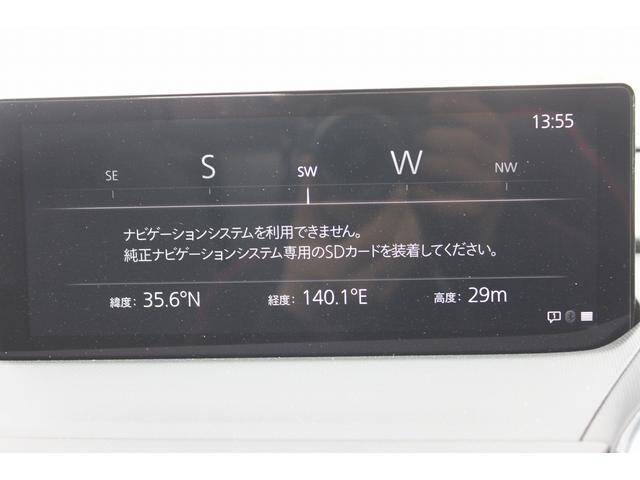 13:55
SE S SW W NW
ナビゲーションシステムを利用できません。
純正ナビゲーションシステム専用のSDカードを装着してください。
緯度: 35.6°N 経度: 140.1°E 高度: 29m